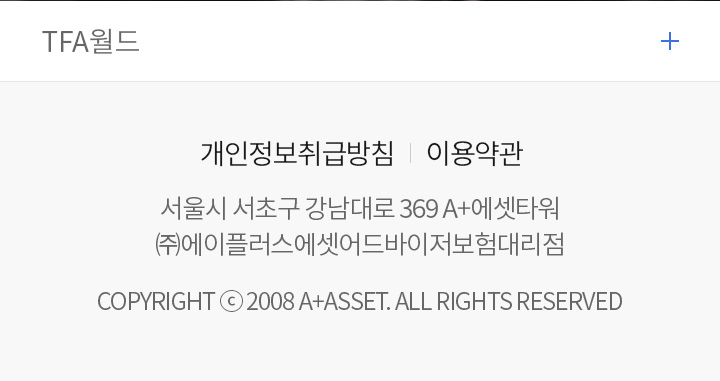 TFA월드
개인정보취급방침 | 이용약관
서울시 서초구 강남대로 369 A+에셋타워
㈜에이플러스에셋어드바이저보험대리점
COPYRIGHT ⓒ 2008 A+ASSET. ALL RIGHTS RESERVED